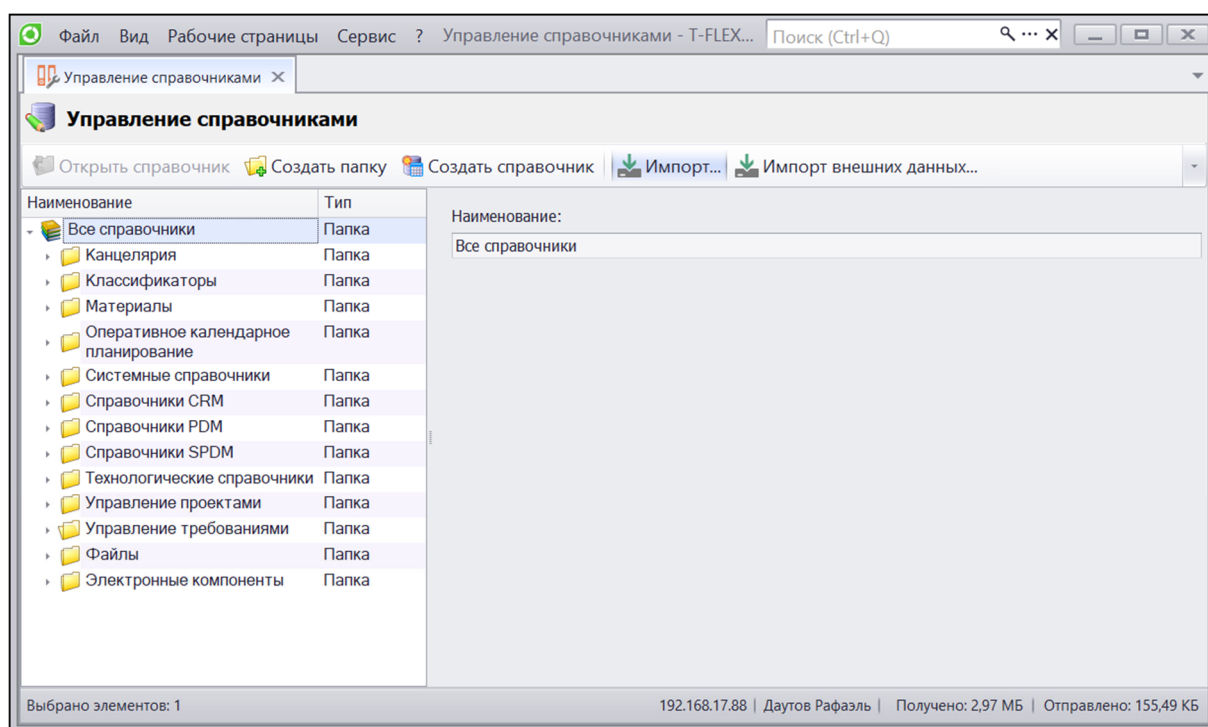 Файл Вид Рабочие страницы Сервис ? Управление справочниками - T-FLEX... Поиск (Ctrl+Q)
Управление справочниками
Управление справочниками
Открыть справочник Создать папку Создать справочник Импорт... Импорт внешних данных...
Наименование Тип
Наименование:
Все справочники Папка
Все справочники
Канцелярия Папка
Классификаторы Папка
Материалы Папка
Оперативное календарное Папка
планирование
Системные справочники Папка
Справочники CRM Папка
Справочники PDM Папка
Справочники SPDM Папка
Технологические справочники Папка
Управление проектами Папка
Управление требованиями Папка
Файлы Папка
Электронные компоненты Папка
Выбрано элементов: 1 192.168.17.88 | Даутов Рафаэль | Получено: 2,97 МБ | Отправлено: 155,49 КБ